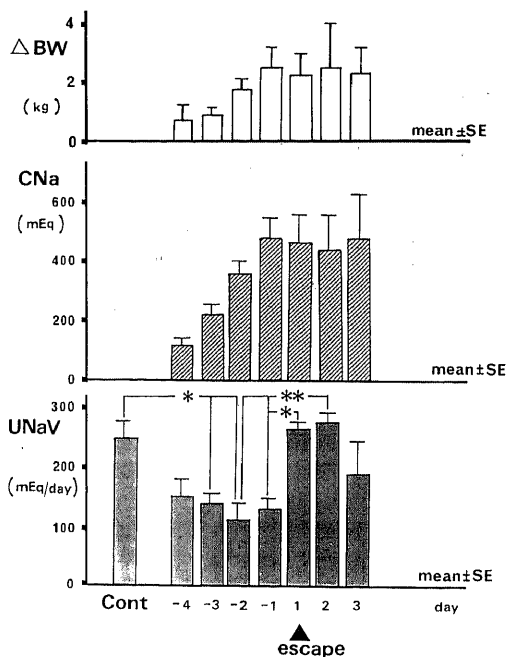 4
△ BW
2
(kg)
0
mean ±SE
CNa
600
(mEq)
400
200
0
mean±SE
300
* **
UNaV
*
200
(mEq/day)
100
0
mean±SE
Cont -4 -3 -2 -1 1 2 3 day
▲
escape